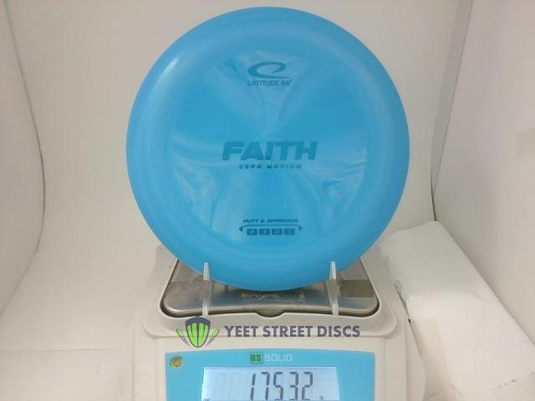 LATITUDE 64°
FAITH
ZERO MEDIUM
PUTT & APPROACH
YEET STREET DISCS
US SOLID
175.32